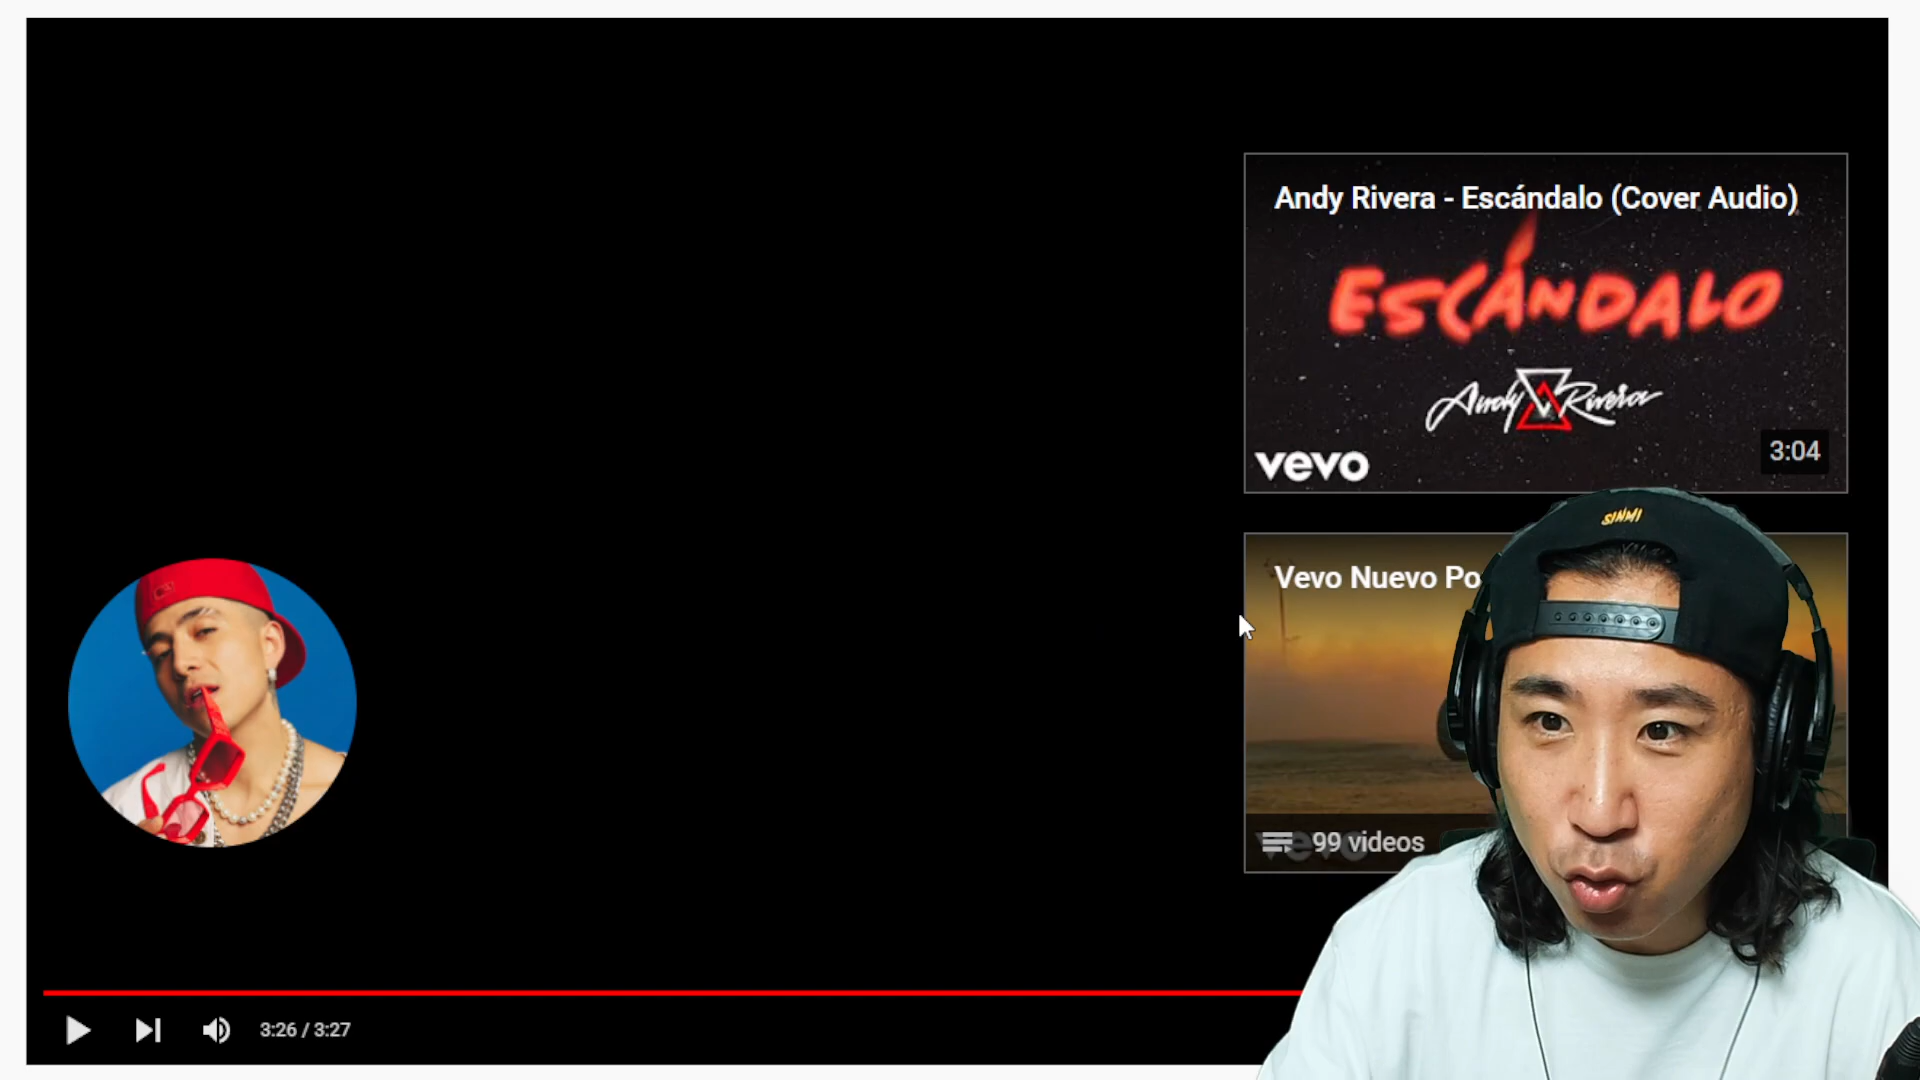 Andy Rivera - Escándalo (Cover Audio)
ESCÁNDALO
Andy Rivera
vevo
3:04
SINMI
Vevo Nuevo Po
99 videos
3:26 / 3:27